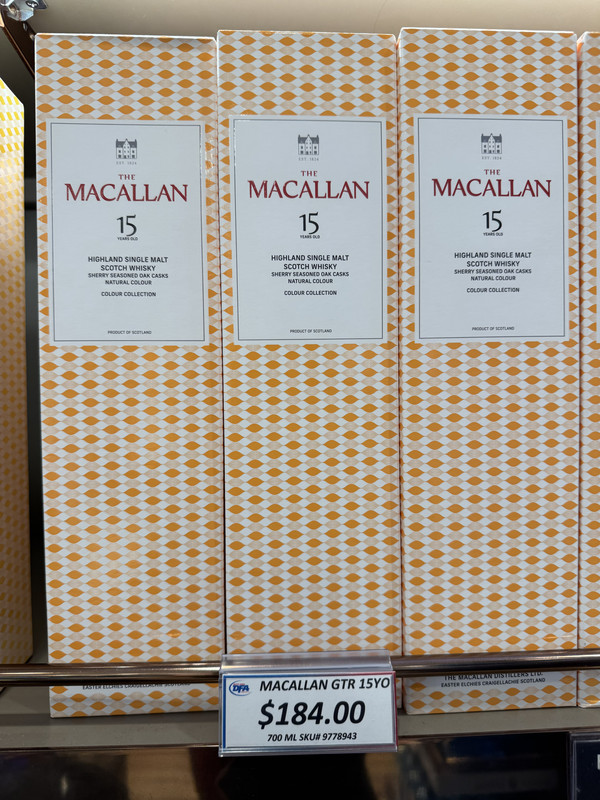 EST. 1824
THE
MACALLAN
15
YEARS OLD
HIGHLAND SINGLE MALT
SCOTCH WHISKY
SHERRY SEASONED OAK CASKS
NATURAL COLOUR
COLOUR COLLECTION
PRODUCT OF SCOTLAND
EST. 1824
THE
MACALLAN
15
YEARS OLD
HIGHLAND SINGLE MALT
SCOTCH WHISKY
SHERRY SEASONED OAK CASKS
NATURAL COLOUR
COLOUR COLLECTION
PRODUCT OF SCOTLAND
EST. 1824
THE
MACALLAN
15
YEARS OLD
HIGHLAND SINGLE MALT
SCOTCH WHISKY
SHERRY SEASONED OAK CASKS
NATURAL COLOUR
COLOUR COLLECTION
PRODUCT OF SCOTLAND
EASTER ELCHIES CRAIGELLACHIE SCOTLAND
THE MACALLAN DISTILLERS LTD.
EASTER ELCHIES CRAIGELLACHIE SCOTLAND
DFA MACALLAN GTR 15YO
$184.00
700 ML SKU# 9778943